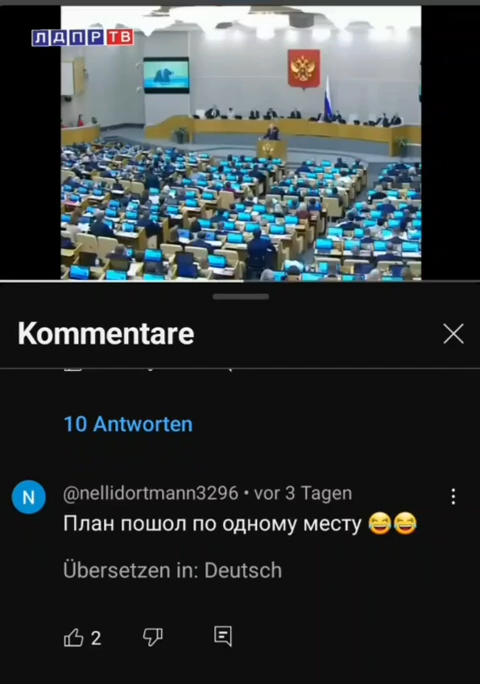 ЛДПР ТВ
Kommentare
10 Antworten
N
@nellidortmann3296 • vor 3 Tagen
План пошол по одному месту 😂😂
Übersetzen in: Deutsch
2